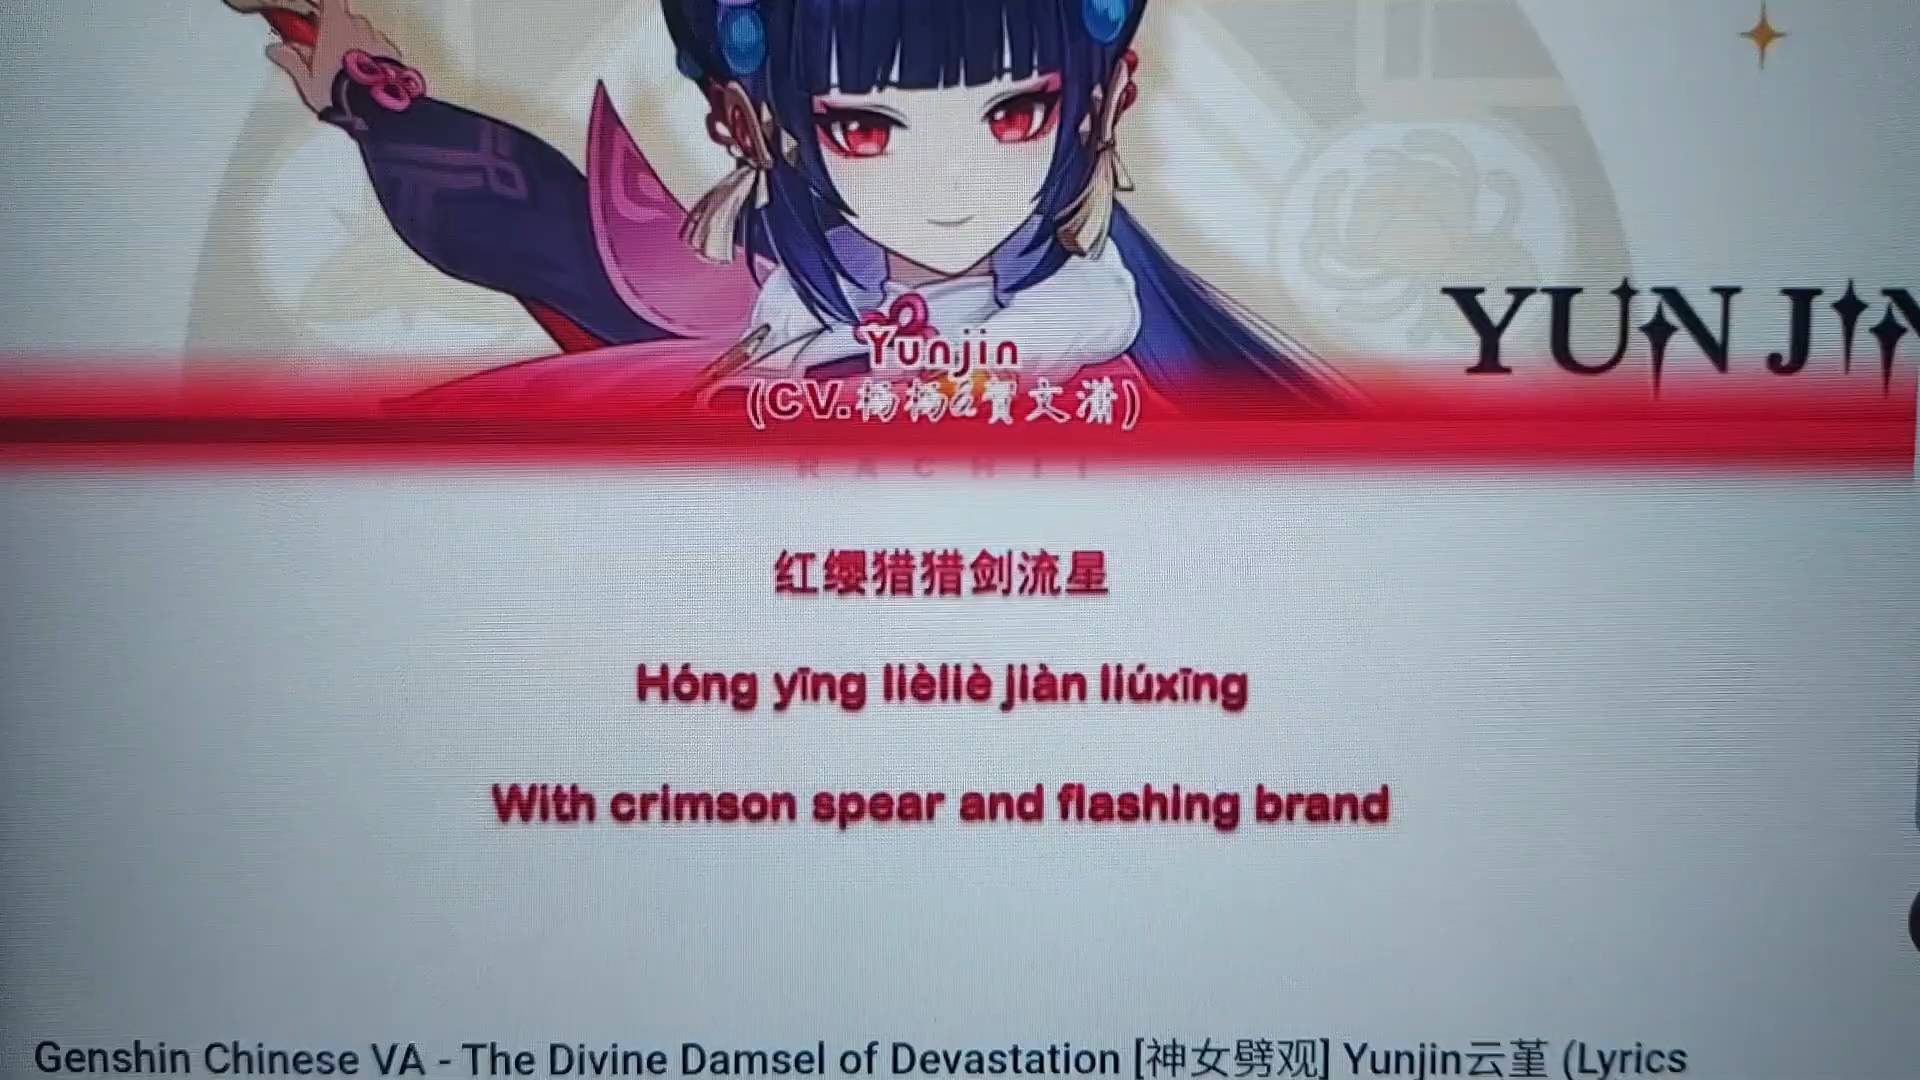 YUN JIN
Yunjin
(CV.杨杨&賀文潇)
红缨猎猎剑流星
Hóng yīng lièliè jiàn liúxīng
With crimson spear and flashing brand
Genshin Chinese VA - The Divine Damsel of Devastation [神女劈观] Yunjin云堇 (Lyrics